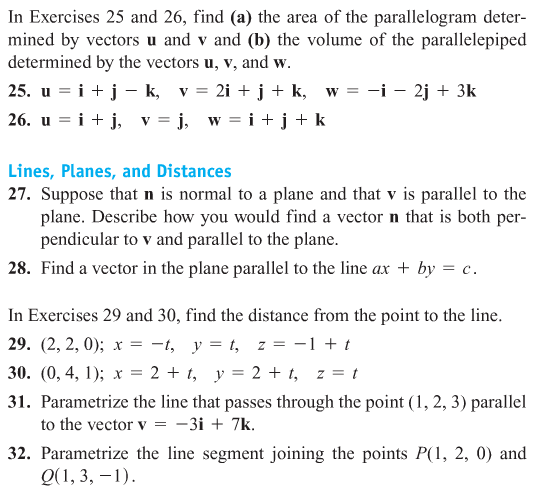 In Exercises 25 and 26, find (a) the area of the parallelogram deter-
mined by vectors u and v and (b) the volume of the parallelepiped
determined by the vectors u, v, and w.
25. u = i + j − k, v = 2i + j + k, w = −i − 2j + 3k
26. u = i + j, v = j, w = i + j + k
Lines, Planes, and Distances
27. Suppose that n is normal to a plane and that v is parallel to the
plane. Describe how you would find a vector n that is both per-
pendicular to v and parallel to the plane.
28. Find a vector in the plane parallel to the line ax + by = c.
In Exercises 29 and 30, find the distance from the point to the line.
29. (2, 2, 0); x = −t, y = t, z = −1 + t
30. (0, 4, 1); x = 2 + t, y = 2 + t, z = t
31. Parametrize the line that passes through the point (1, 2, 3) parallel
to the vector v = −3i + 7k.
32. Parametrize the line segment joining the points P(1, 2, 0) and
Q(1, 3, −1).